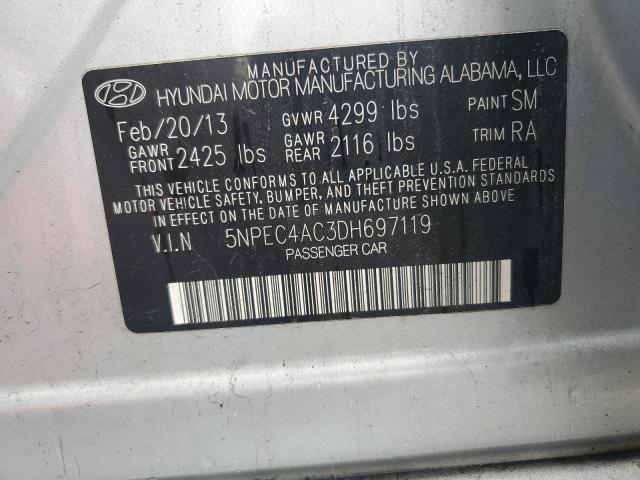 MANUFACTURED BY
HYUNDAI MOTOR MANUFACTURING ALABAMA, LLC
Feb/20/13 GVWR 4299 lbs PAINT SM
GAWR FRONT 2425 lbs GAWR REAR 2116 lbs TRIM RA
THIS VEHICLE CONFORMS TO ALL APPLICABLE U.S.A. FEDERAL
MOTOR VEHICLE SAFETY, BUMPER, AND THEFT PREVENTION STANDARDS
IN EFFECT ON THE DATE OF MANUFACTURE SHOWN ABOVE
V.I.N 5NPEC4AC3DH697119
PASSENGER CAR